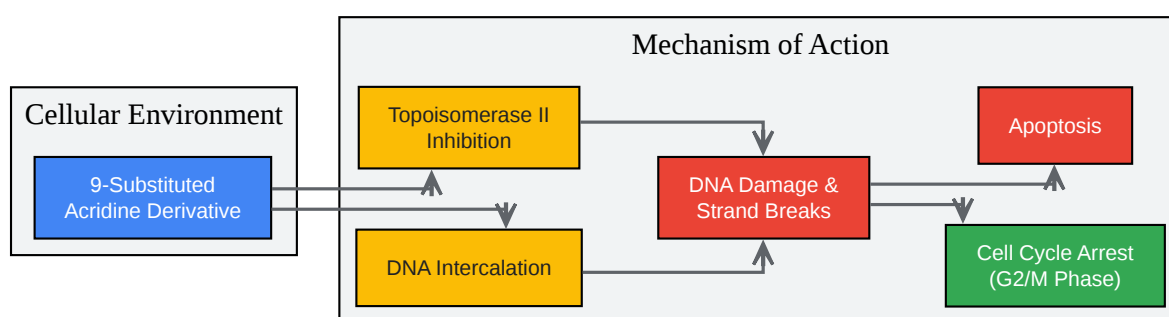 Mechanism of Action
Cellular Environment
9-Substituted
Acridine Derivative
Topoisomerase II
Inhibition
DNA Intercalation
DNA Damage &
Strand Breaks
Apoptosis
Cell Cycle Arrest
(G2/M Phase)